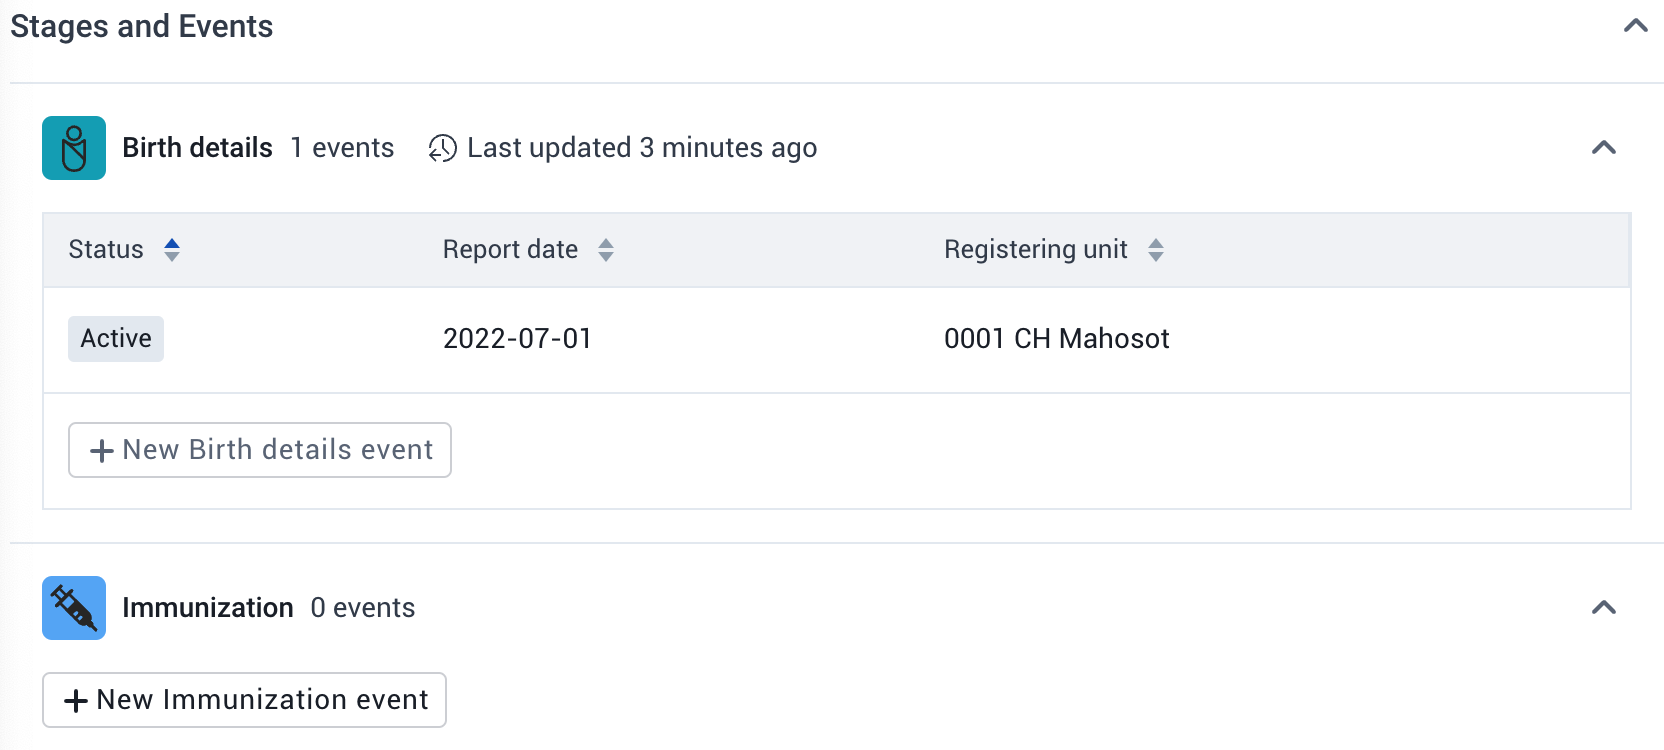 Stages and Events
Birth details 1 events Last updated 3 minutes ago
Status Report date Registering unit
Active 2022-07-01 0001 CH Mahosot
New Birth details event
Immunization 0 events
New Immunization event